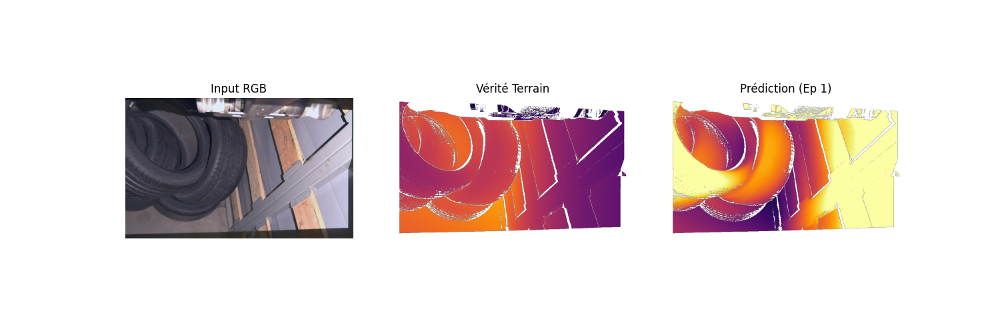 Input RGB
Vérité Terrain
Prédiction (Ep 1)